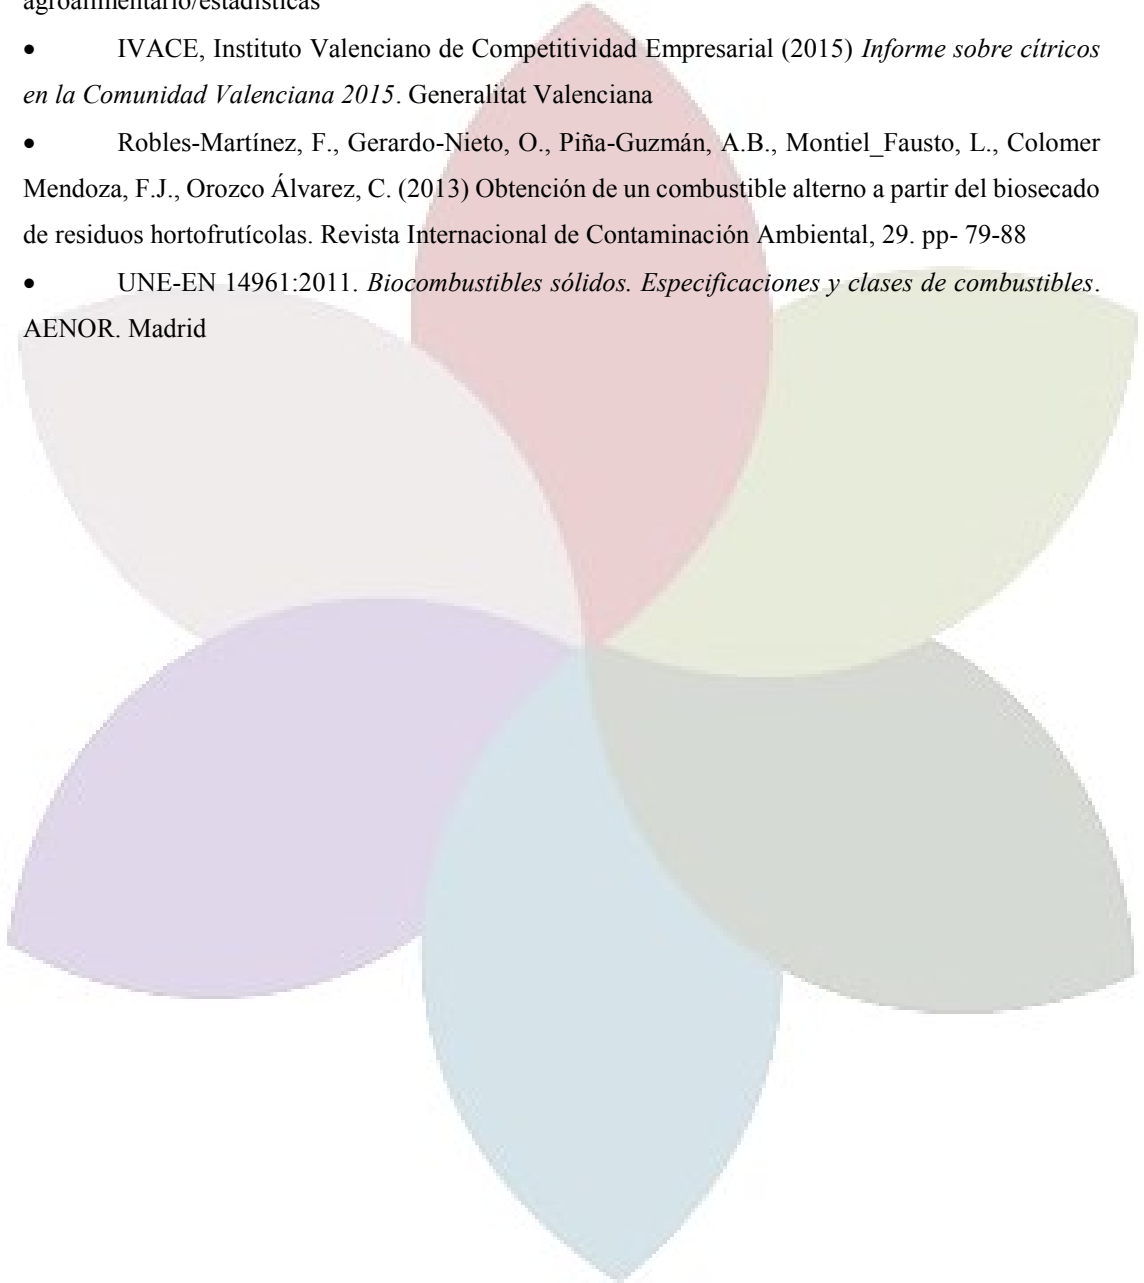 agroalimentario/estadisticas
• IVACE, Instituto Valenciano de Competitividad Empresarial (2015) Informe sobre cítricos
en la Comunidad Valenciana 2015. Generalitat Valenciana
• Robles-Martínez, F., Gerardo-Nieto, O., Piña-Guzmán, A.B., Montiel_Fausto, L., Colomer
Mendoza, F.J., Orozco Álvarez, C. (2013) Obtención de un combustible alterno a partir del biosecado
de residuos hortofrutícolas. Revista Internacional de Contaminación Ambiental, 29. pp- 79-88
• UNE-EN 14961:2011. Biocombustibles sólidos. Especificaciones y clases de combustibles.
AENOR. Madrid